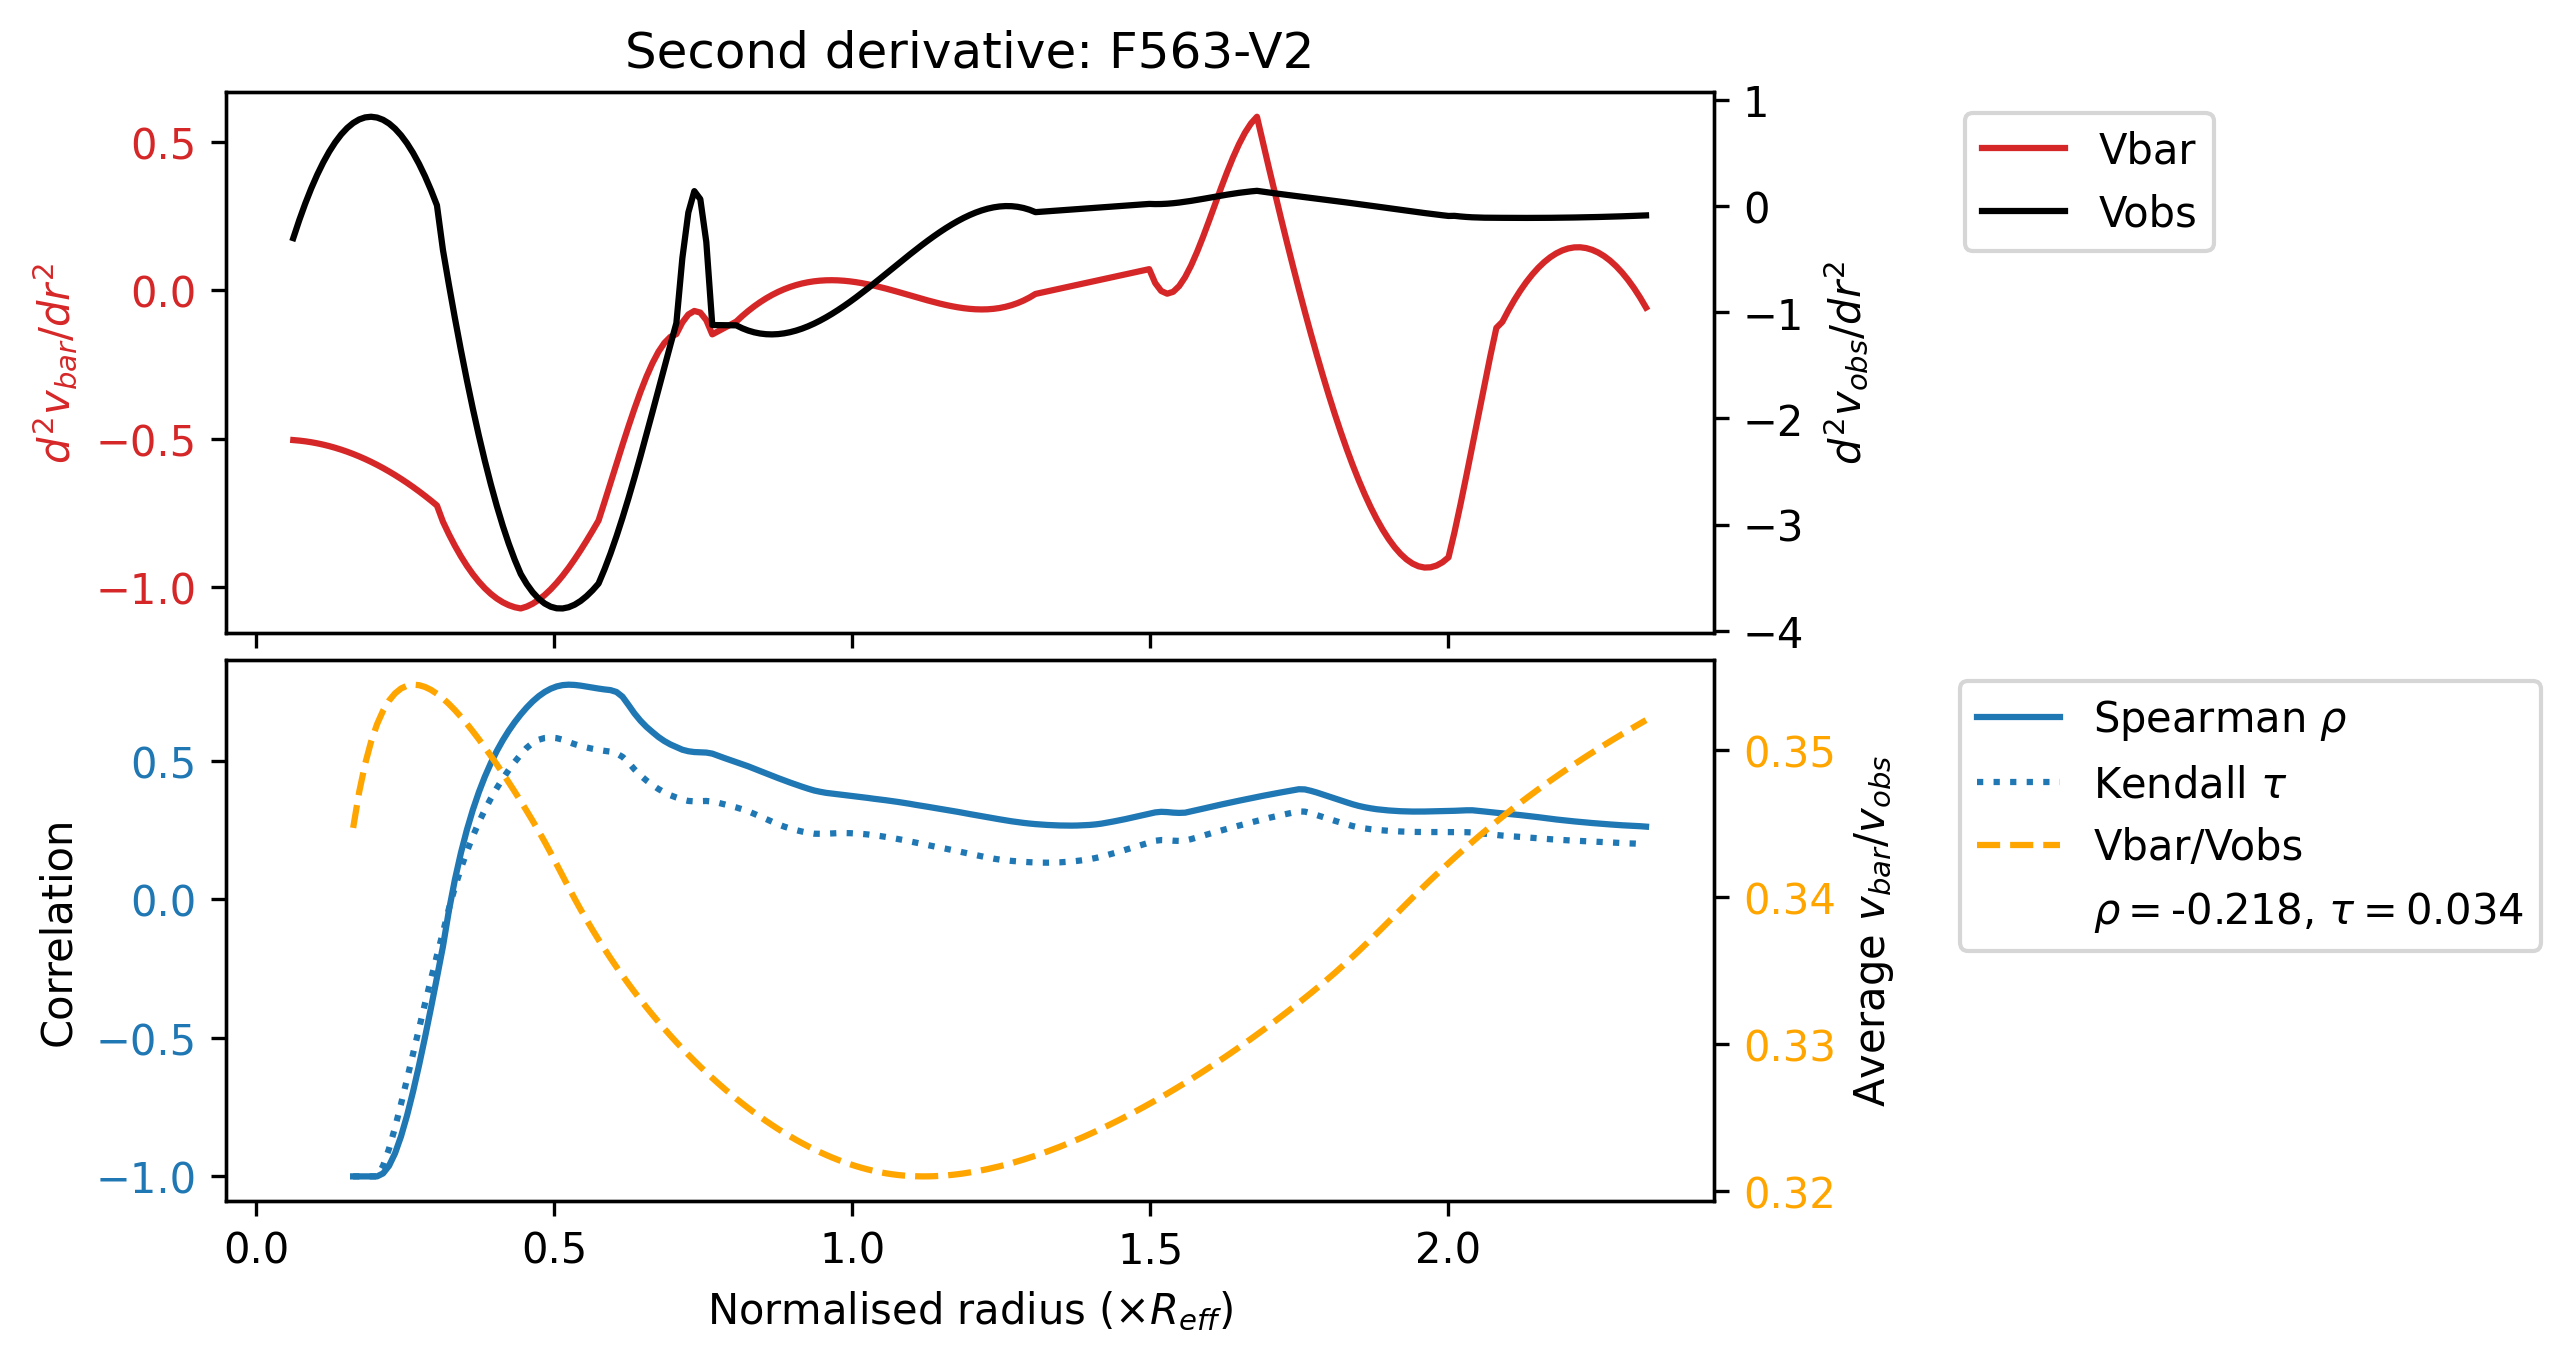 Second derivative: F563-V2
0.5
0.0
−0.5
−1.0
d²v_bar/dr²
1
0
−1
−2
−3
−4
d²v_obs/dr²
Vbar
Vobs
0.5
0.0
−0.5
−1.0
Correlation
0.35
0.34
0.33
0.32
Average v_bar/v_obs
Spearman ρ
Kendall τ
Vbar/Vobs
ρ = -0.218, τ = 0.034
0.0 0.5 1.0 1.5 2.0
Normalised radius (×R_eff)